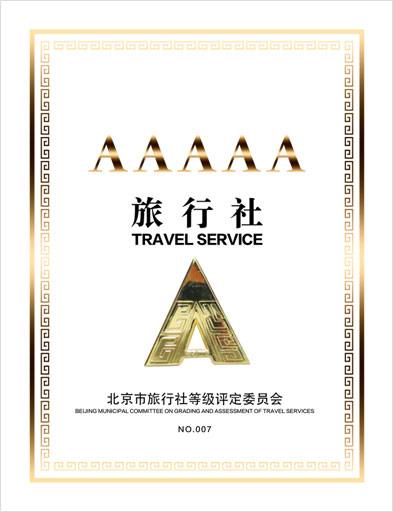 AAAAA
旅行社
TRAVEL SERVICE
北京市旅行社等级评定委员会
BEIJING MUNICIPAL COMMITTEE ON GRADING AND ASSESSMENT OF TRAVEL SERVICES
NO.007